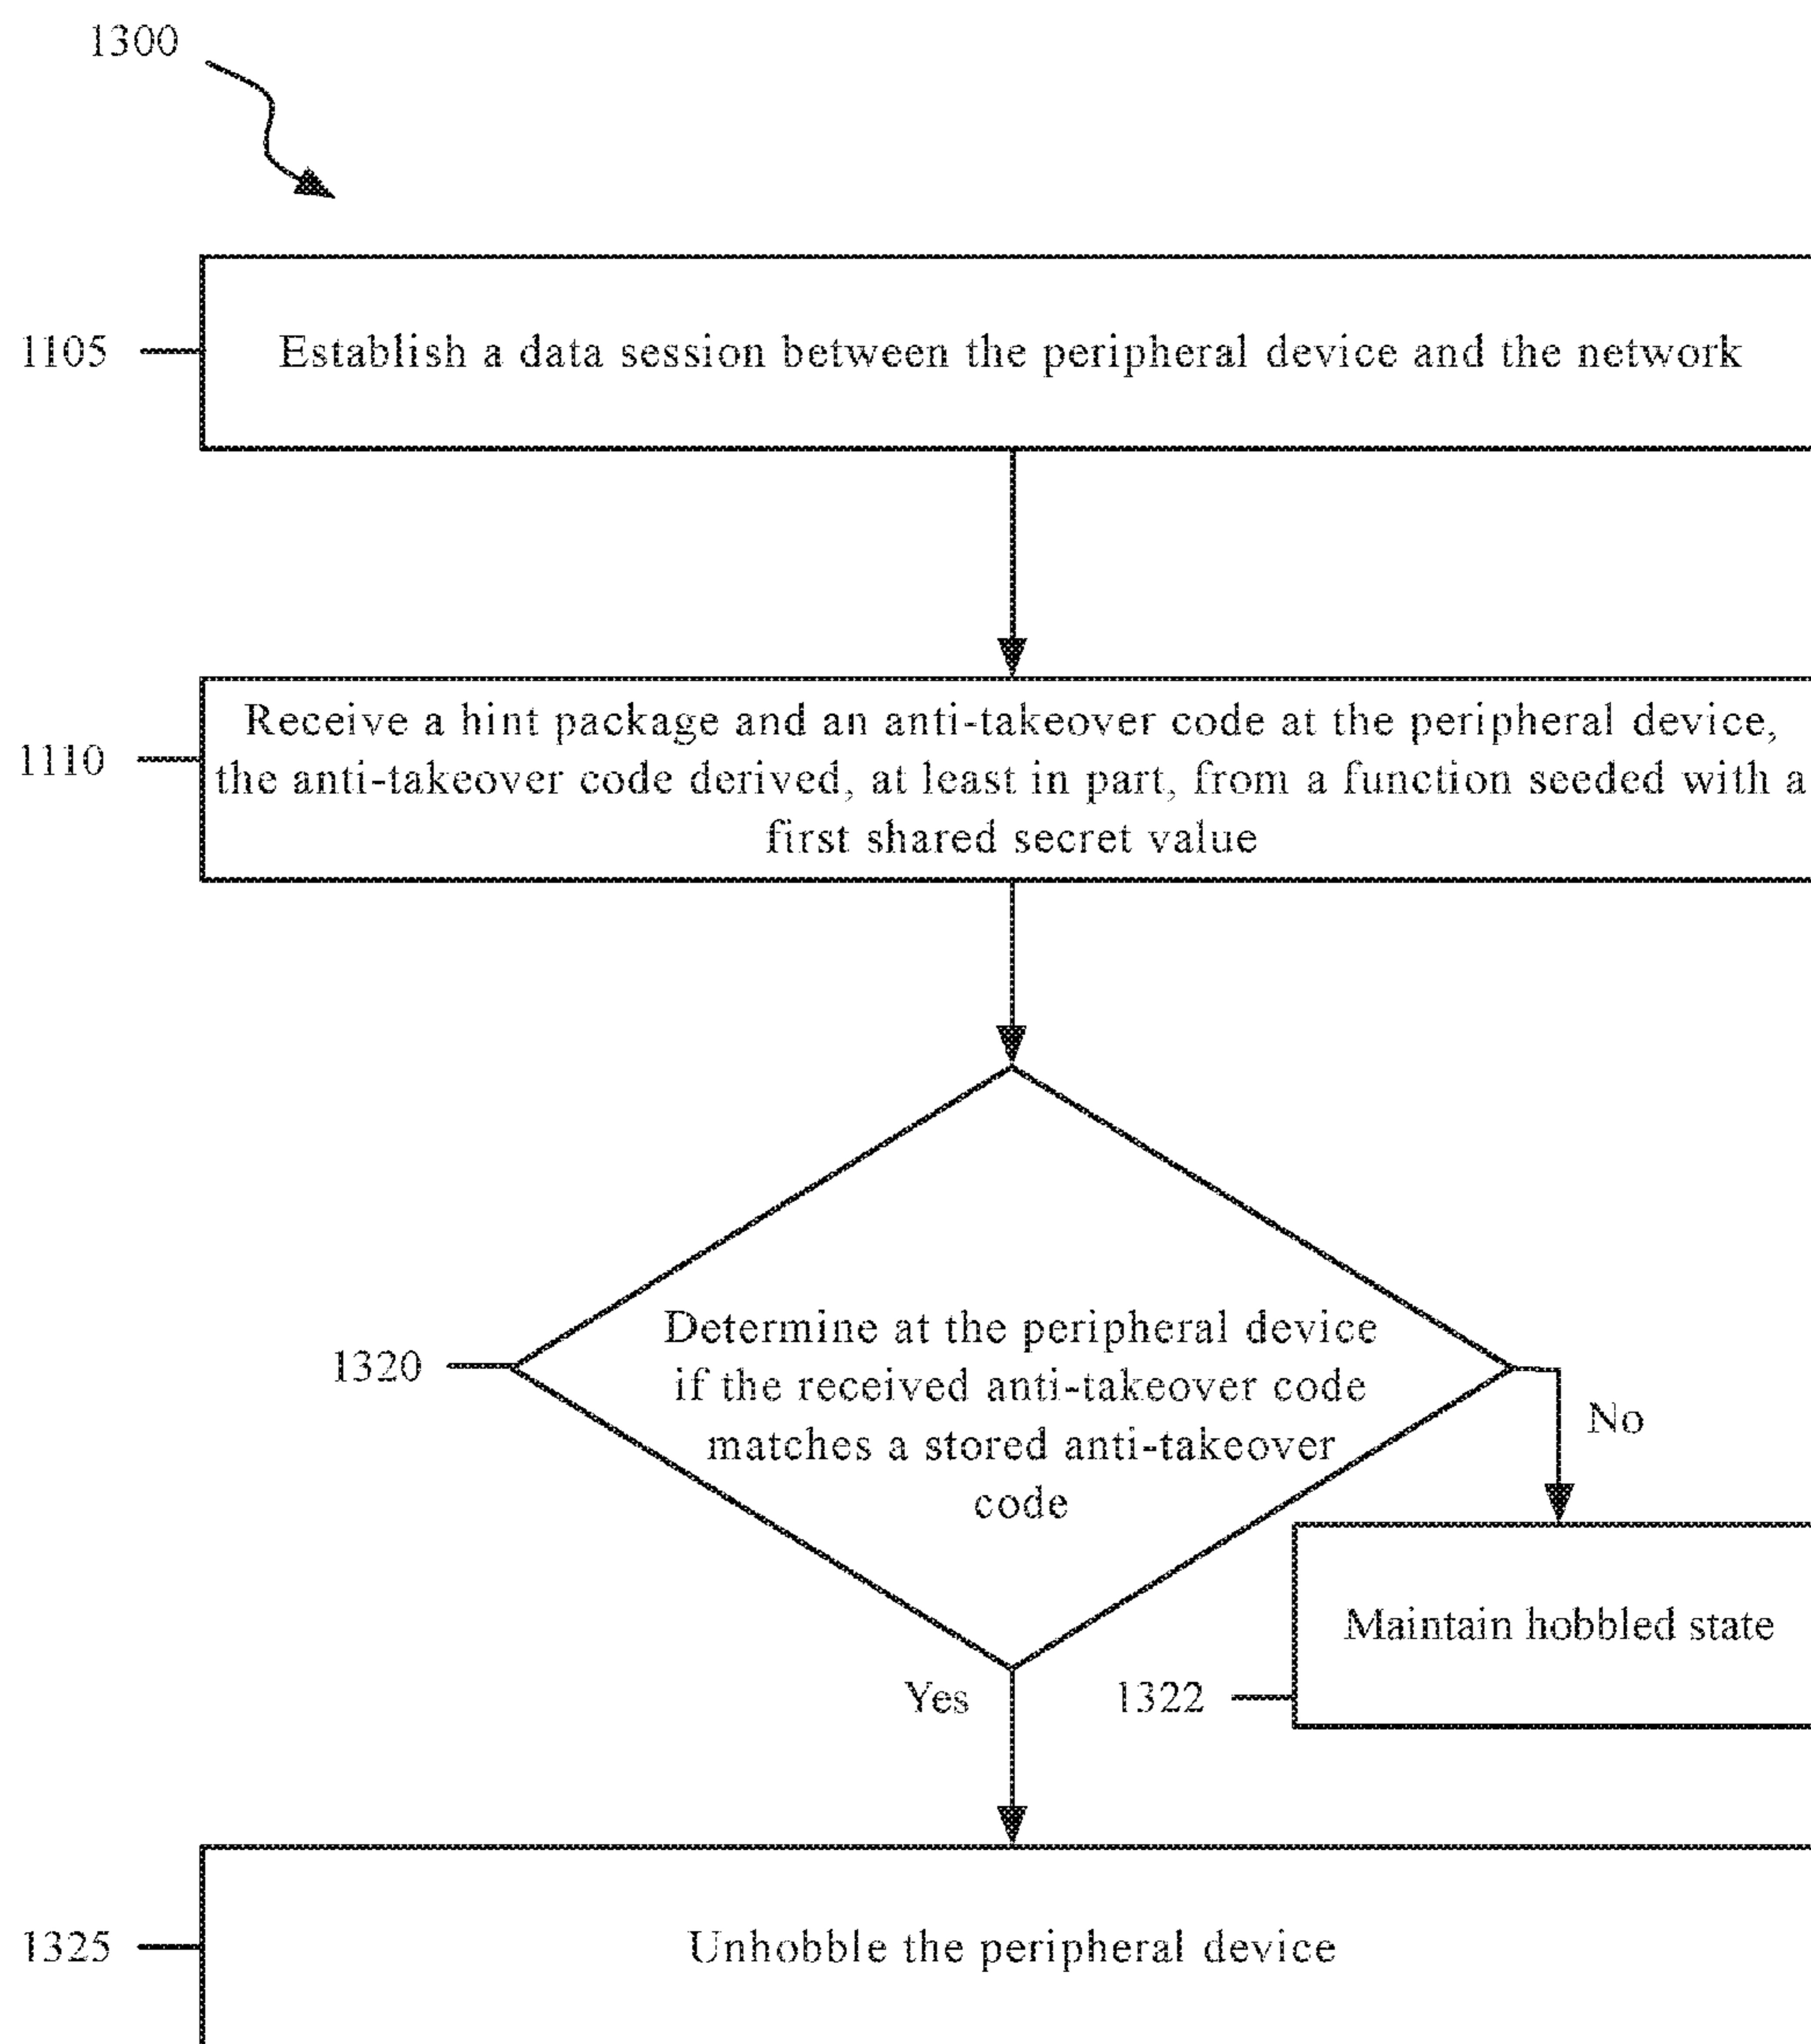 1300
1105
Establish a data session between the peripheral device and the network
Receive a hint package and an anti-takeover code at the peripheral device,
1110
the anti-takeover code derived, at least in part, from a function seeded with a
first shared secret value
Determine at the peripheral device
1320
if the received anti-takeover code
No
matches a stored anti-takeover
code
Maintain hobbled state
Yes
1322
1325
Unhobble the peripheral device